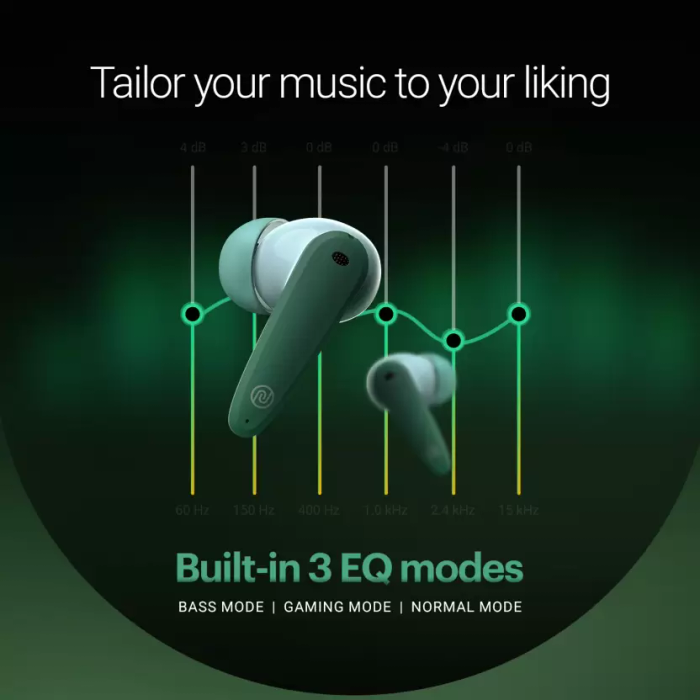 Tailor your music to your liking
4 dB 3 dB 0 dB 0 dB -4 dB 0 dB
60 Hz 150 Hz 400 Hz 1.0 kHz 2.4 kHz 15 kHz
Built-in 3 EQ modes
BASS MODE | GAMING MODE | NORMAL MODE